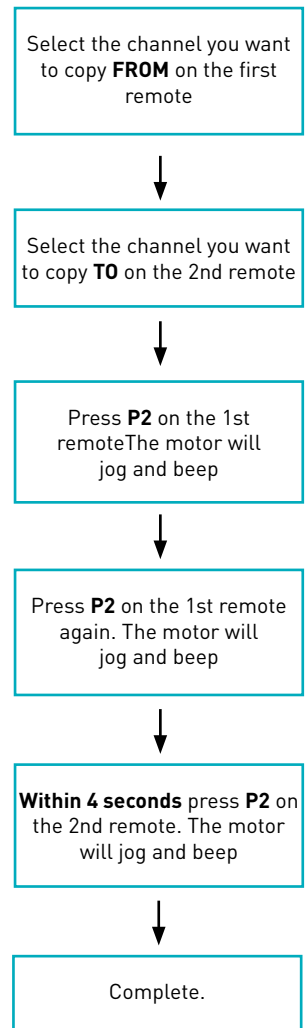 Select the channel you want
to copy FROM on the first
remote
Select the channel you want
to copy TO on the 2nd remote
Press P2 on the 1st
remoteThe motor will
jog and beep
Press P2 on the 1st remote
again. The motor will
jog and beep
Within 4 seconds press P2 on
the 2nd remote. The motor
will jog and beep
Complete.